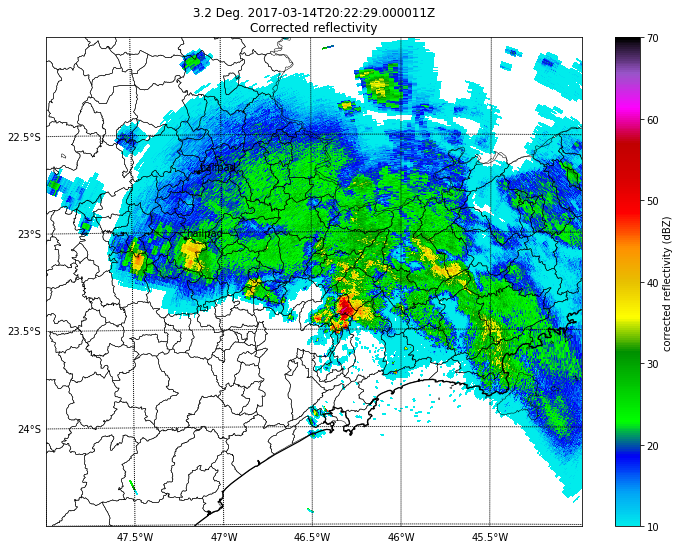 3.2 Deg. 2017-03-14T20:22:29.000011Z
Corrected reflectivity
70
60
50
40
30
20
10
corrected reflectivity (dBZ)
22.5°S
23°S
23.5°S
24°S
47.5°W
47°W
46.5°W
46°W
45.5°W